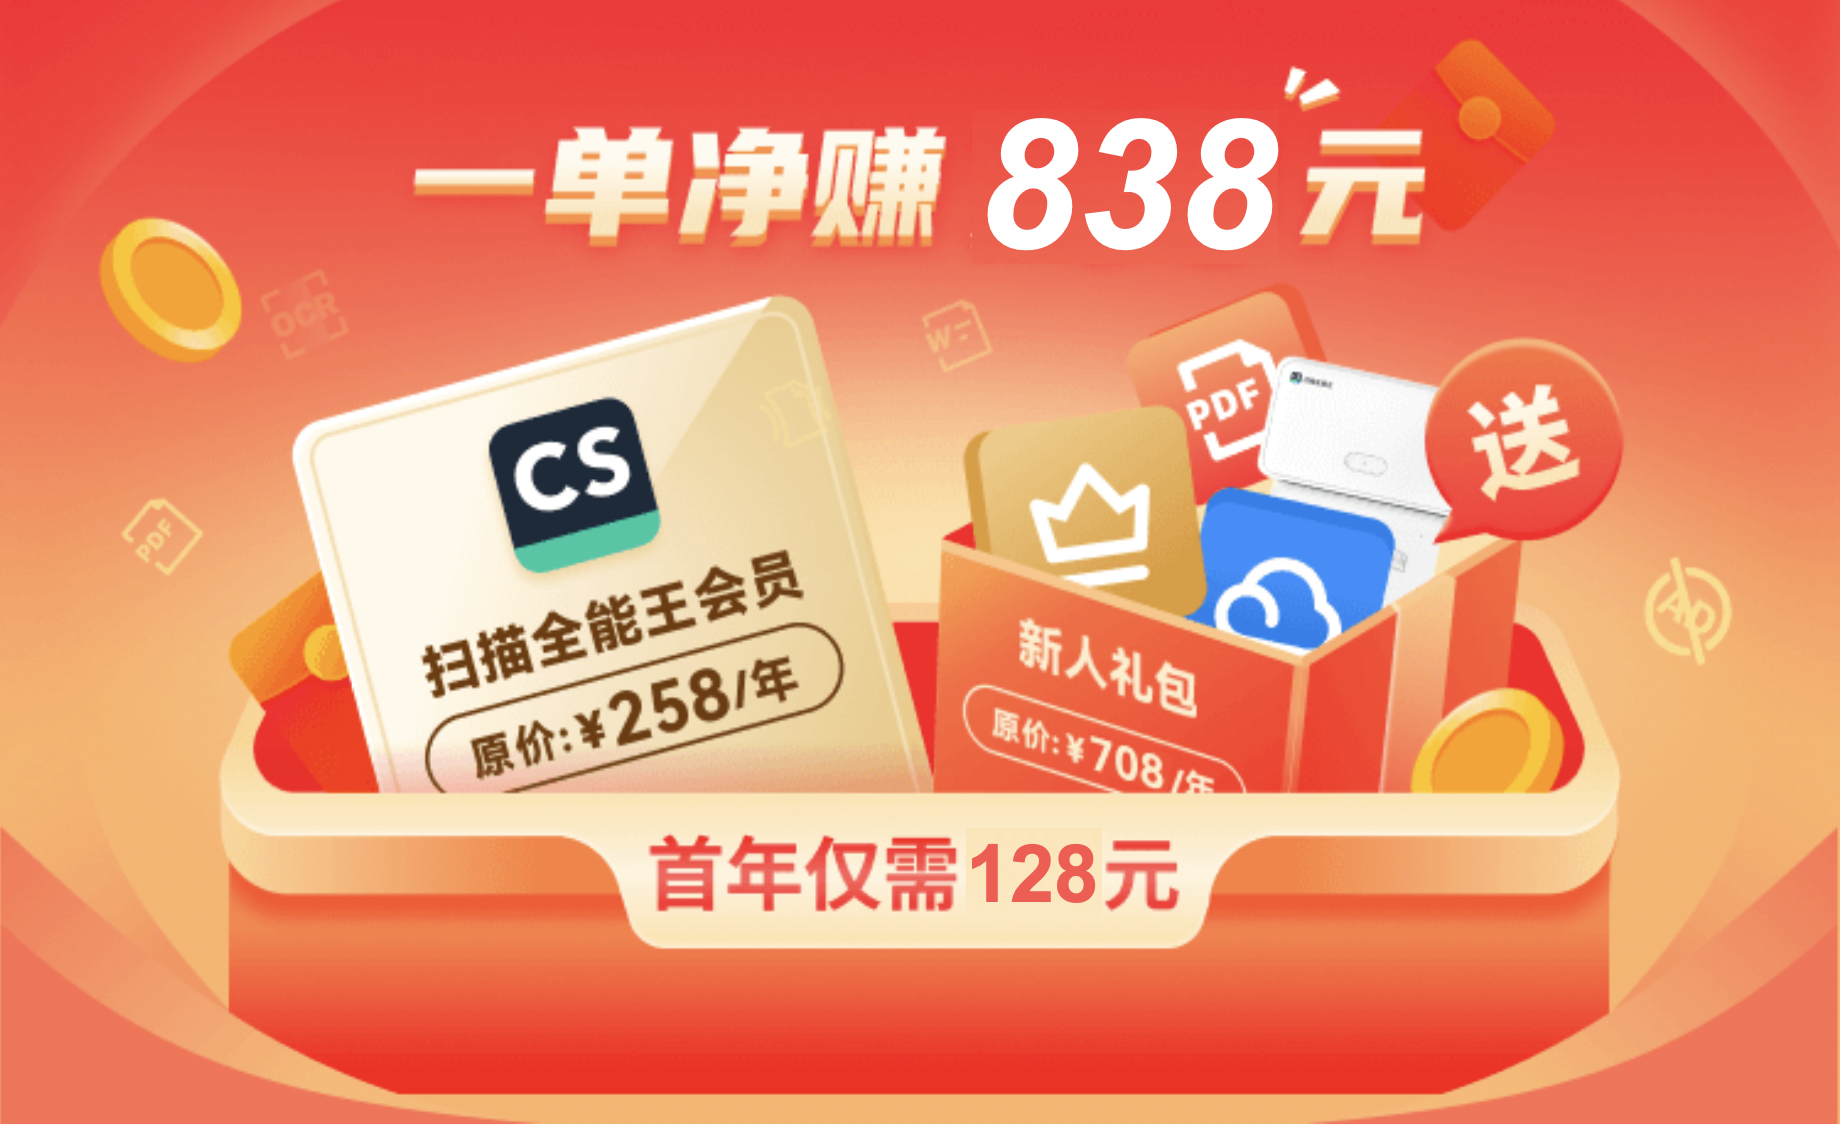 一单净赚 838元
OCR
W
PDF
送
CS
PDF
AD
扫描全能王会员
原价:¥258/年
新人礼包
原价:¥708/年
首年仅需128元